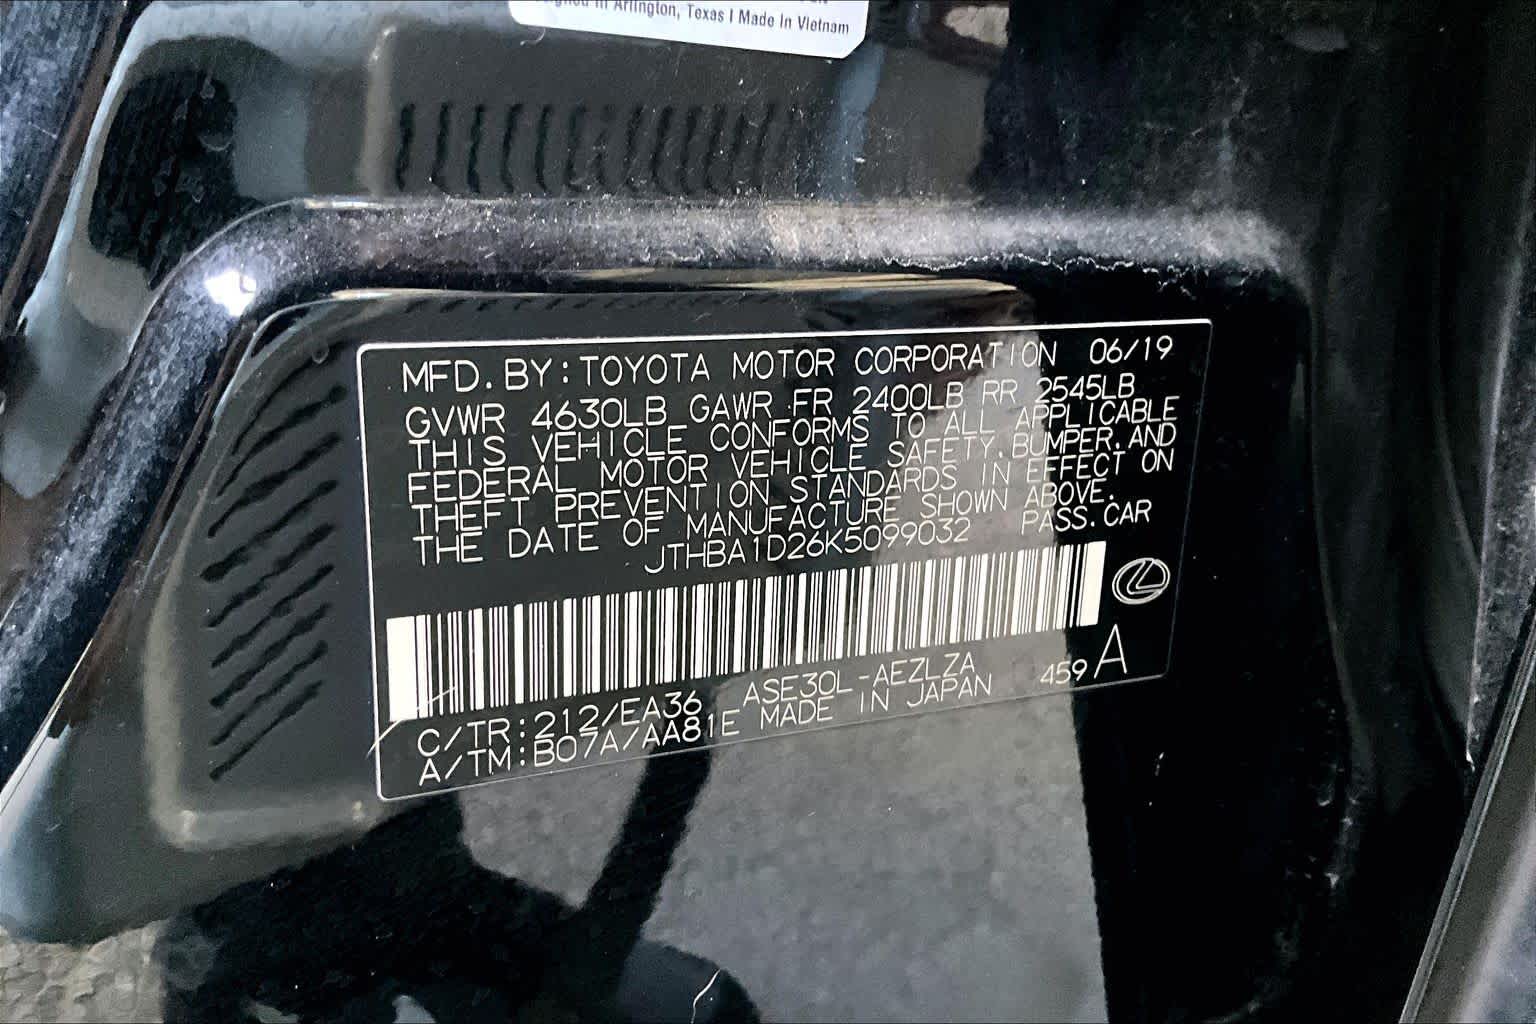 in Arlington, Texas | Made In Vietnam
MFD. BY: TOYOTA MOTOR CORPORATION 06/19
GVWR 4630LB GAWR FR 2400LB RR 2545LB
THIS VEHICLE CONFORMS TO ALL APPLICABLE
FEDERAL MOTOR VEHICLE SAFETY, BUMPER, AND
THEFT PREVENTION STANDARDS IN EFFECT ON
THE DATE OF MANUFACTURE SHOWN ABOVE.
JTHBA1D26K5099032 PASS. CAR
C/TR: 212/EA36 ASE30L-AEZLZA 459 A
A/TM: B07A/AA81E MADE IN JAPAN